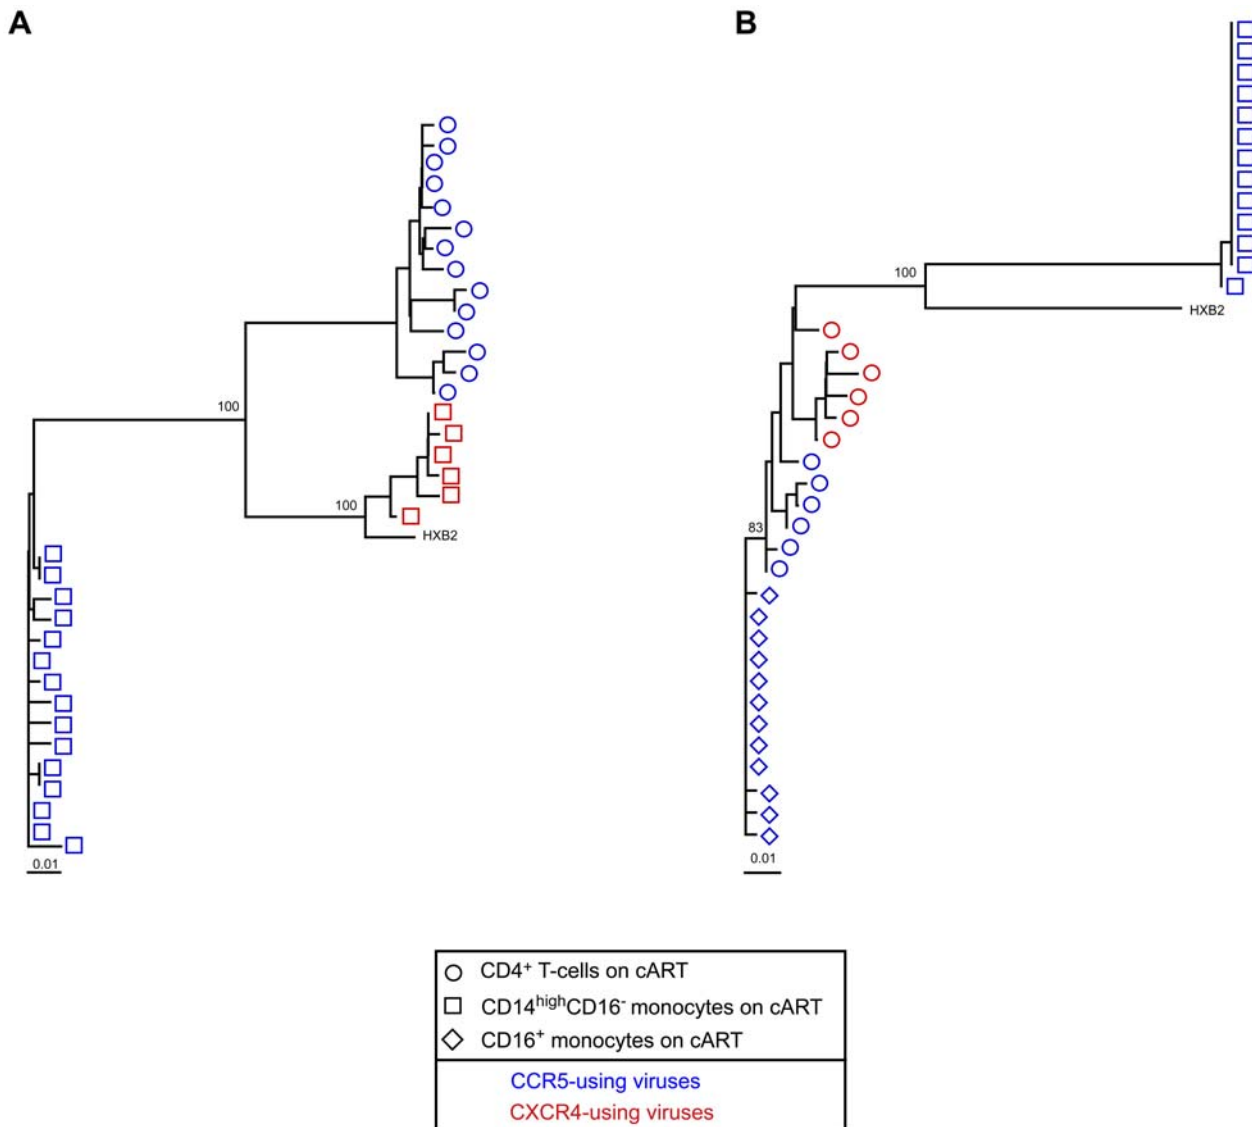 A
B
100
HXB2
100
100
HXB2
83
0.01
0.01
CD4⁺ T-cells on cART
CD14ʰⁱᵍʰCD16⁻ monocytes on cART
CD16⁺ monocytes on cART
CCR5-using viruses
CXCR4-using viruses